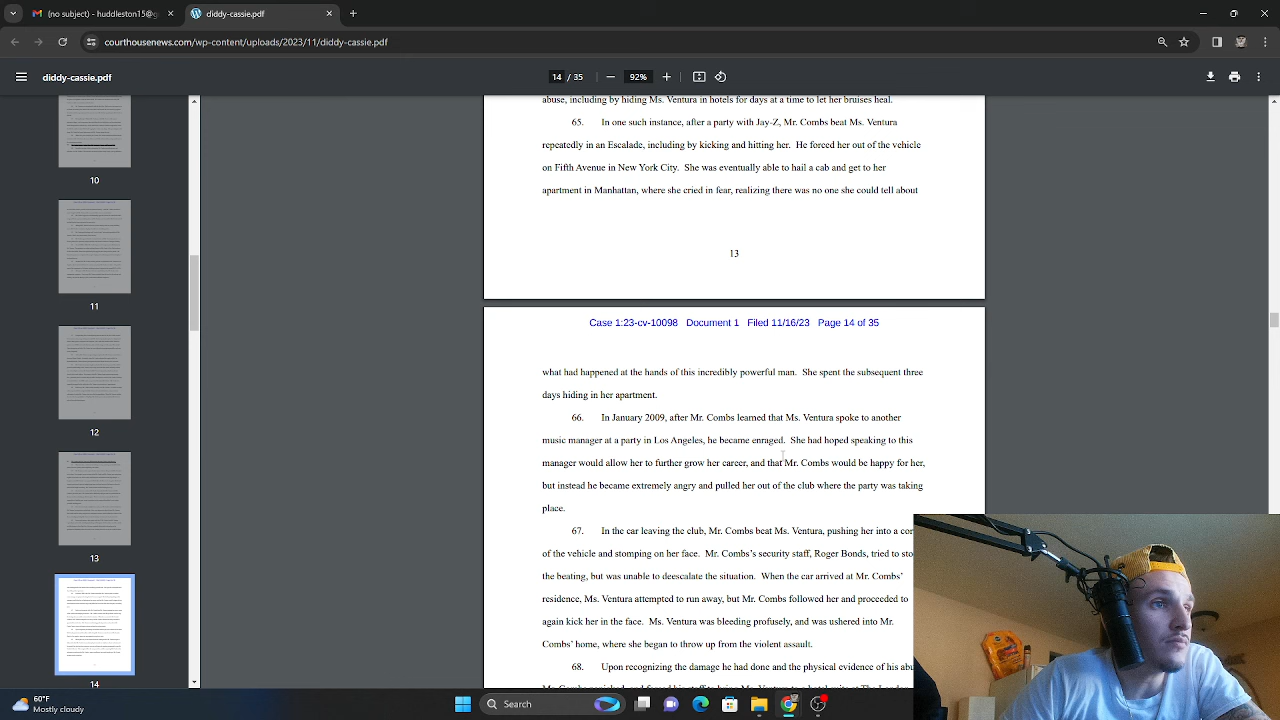 (no subject) - huddleston15@g
diddy-cassie.pdf
courthousenews.com/wp-content/uploads/2023/11/diddy-cassie.pdf
diddy-cassie.pdf
14 / 35
92%
10
11
12
13
14
including by hiding Ms. Ventura in hotels for days at a time to let her bruises heal.
65. In one such instance, after a party with Jay-Z, Mr. Combs beat Ms. Ventura
repeatedly in an Escalade, including by kicking and hitting her. He forced her out of the vehicle
on Fifth Avenue in New York City. She was eventually able to hail a cab and get to her
apartment in Manhattan, where she cried in fear, realizing there was no one she could tell about
13
Case 1:23-cv-10098 Document 1 Filed 11/16/23 Page 14 of 35
what had happened at the hands of this incredibly powerful man. She spent the subsequent three
days hiding in her apartment.
66. In January 2009, after Mr. Combs learned that Ms. Ventura spoke to another
music manager at a party in Los Angeles, he became enraged. She had hoped speaking to this
manager would allow her to further grow her career, and that Mr. Combs would be happy for her,
but instead he became extremely angry and pulled her out of the club where the party was taking
place.
67. In the car leaving the club, Mr. Combs beat Ms. Ventura, pushing her into a co
of the vehicle and stomping on her face. Mr. Combs's security staff, Roger Bonds, tried to sto
Mr. Combs, but he was unable to diffuse the situation. When the car arrived at Mr. Combs's
residence, Ms. Ventura attempted to run away, but Mr. Combs followed her and proceeded to
again kick her in the face. Ms. Ventura was bleeding profusely, and was ushered into Mr.
Combs's home, where she began to throw up from the violent assault.
68. Upon recognizing the damage he had done and the physical evidence of his abu
60°F
Mostly cloudy
Search